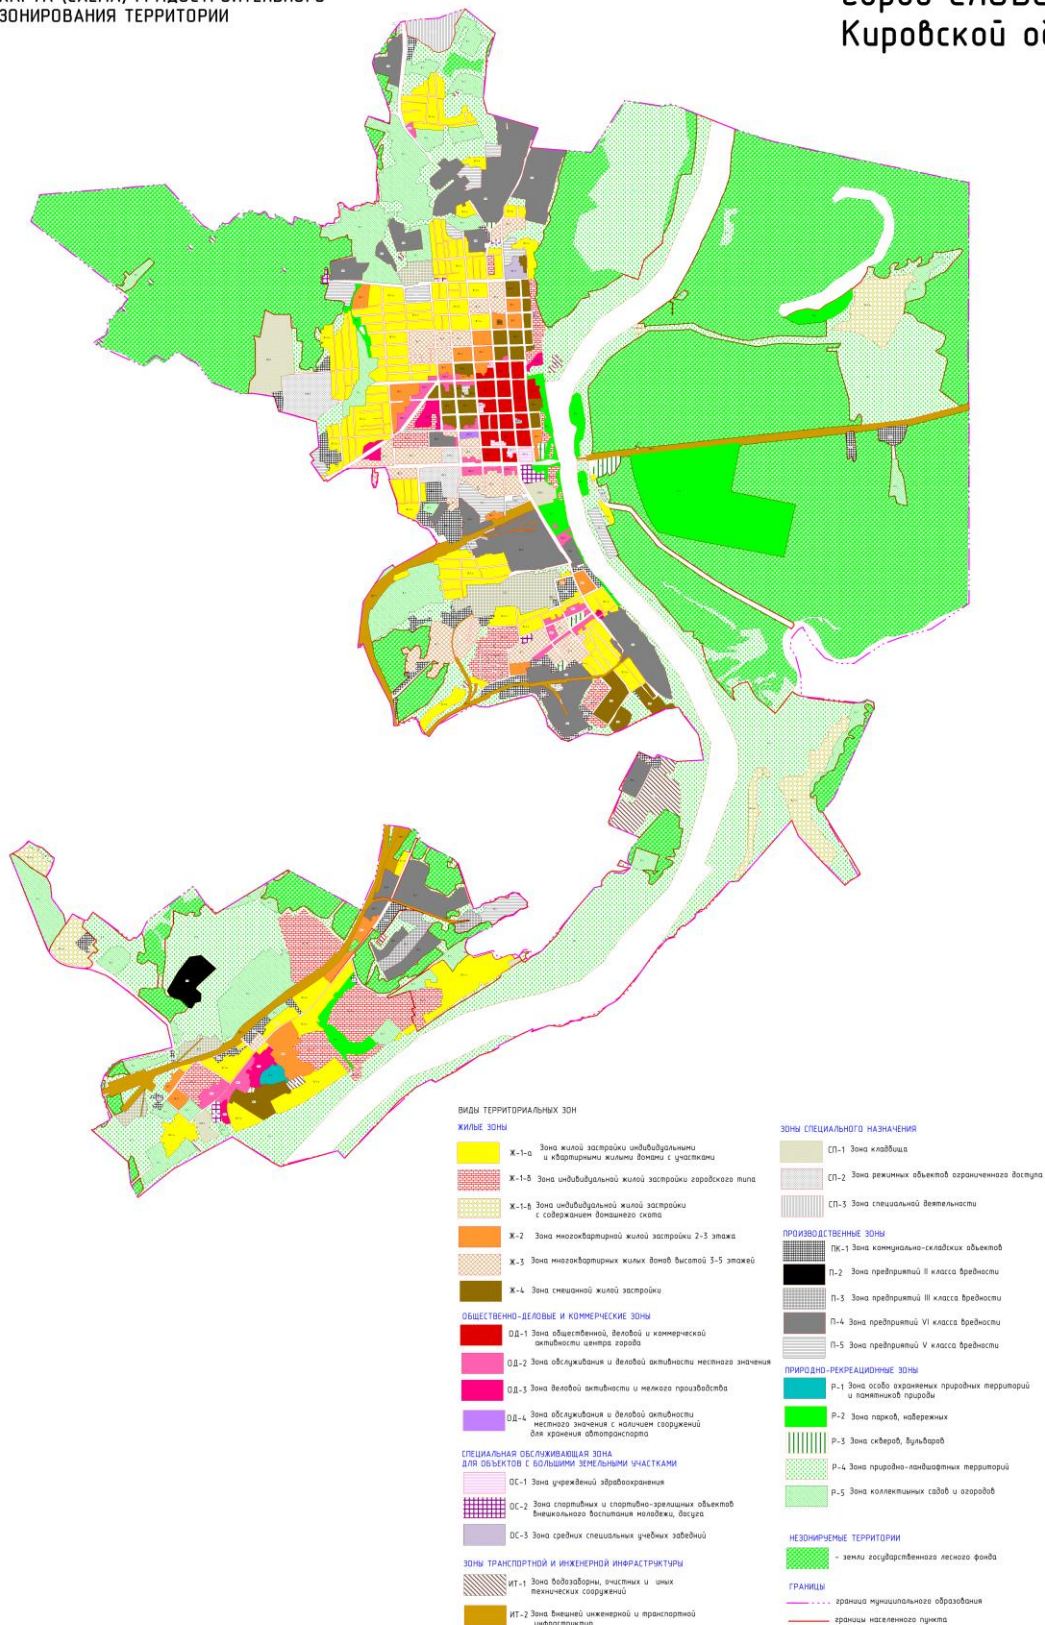 ЗОНИРОВАНИЯ ТЕРРИТОРИИ
Кировской
ВИДЫ ТЕРРИТОРИАЛЬНЫХ ЗОН
ЖИЛЫЕ ЗОНЫ
Ж-1-а Зона жилой застройки индивидуальными
и квартирными жилыми домами с участками
Ж-1-б Зона индивидуальной жилой застройки городского типа
Ж-1-в Зона индивидуальной жилой застройки
с содержанием домашнего скота
Ж-2 Зона многоквартирной жилой застройки 2-3 этажа
Ж-3 Зона многоквартирных жилых домов высотой 3-5 этажей
Ж-4 Зона смешанной жилой застройки
ОБЩЕСТВЕННО-ДЕЛОВЫЕ И КОММЕРЧЕСКИЕ ЗОНЫ
ОД-1 Зона общественной, деловой и коммерческой
активности центра города
ОД-2 Зона обслуживания и деловой активности местного значения
ОД-3 Зона деловой активности и мелкого производства
ОД-4 Зона обслуживания и деловой активности
местного значения с наличием сооружений
для хранения автотранспорта
СПЕЦИАЛЬНАЯ ОБСЛУЖИВАЮЩАЯ ЗОНА
ДЛЯ ОБЪЕКТОВ С БОЛЬШИМИ ЗЕМЕЛЬНЫМИ УЧАСТКАМИ
ОС-1 Зона учреждений здравоохранения
ОС-2 Зона спортивных и спортивно-зрелищных объектов
внешкольного воспитания молодежи, досуга
ОС-3 Зона средних специальных учебных заведений
ЗОНЫ ТРАНСПОРТНОЙ И ИНЖЕНЕРНОЙ ИНФРАСТРУКТУРЫ
ИТ-1 Зона водозаборны, очистных и иных
технических сооружений
ИТ-2 Зона внешней инженерной и транспортной
инфраструктур
ЗОНЫ СПЕЦИАЛЬНОГО НАЗНАЧЕНИЯ
СП-1 Зона кладбища
СП-2 Зона режимных объектов ограниченного доступа
СП-3 Зона специальной деятельности
ПРОИЗВОДСТВЕННЫЕ ЗОНЫ
ПК-1 Зона коммунально-складских объектов
П-2 Зона предприятий II класса вредности
П-3 Зона предприятий III класса вредности
П-4 Зона предприятий VI класса вредности
П-5 Зона предприятий V класса вредности
ПРИРОДНО-РЕКРЕАЦИОННЫЕ ЗОНЫ
Р-1 Зона особо охраняемых природных территорий
и памятников природы
Р-2 Зона парков, набережных
Р-3 Зона скверов, бульваров
Р-4 Зона природно-ландшафтных территорий
Р-5 Зона коллективных садов и огородов
НЕЗОНИРУЕМЫЕ ТЕРРИТОРИИ
- земли государственного лесного фонда
ГРАНИЦЫ
граница муниципального образования
границы населенного пункта